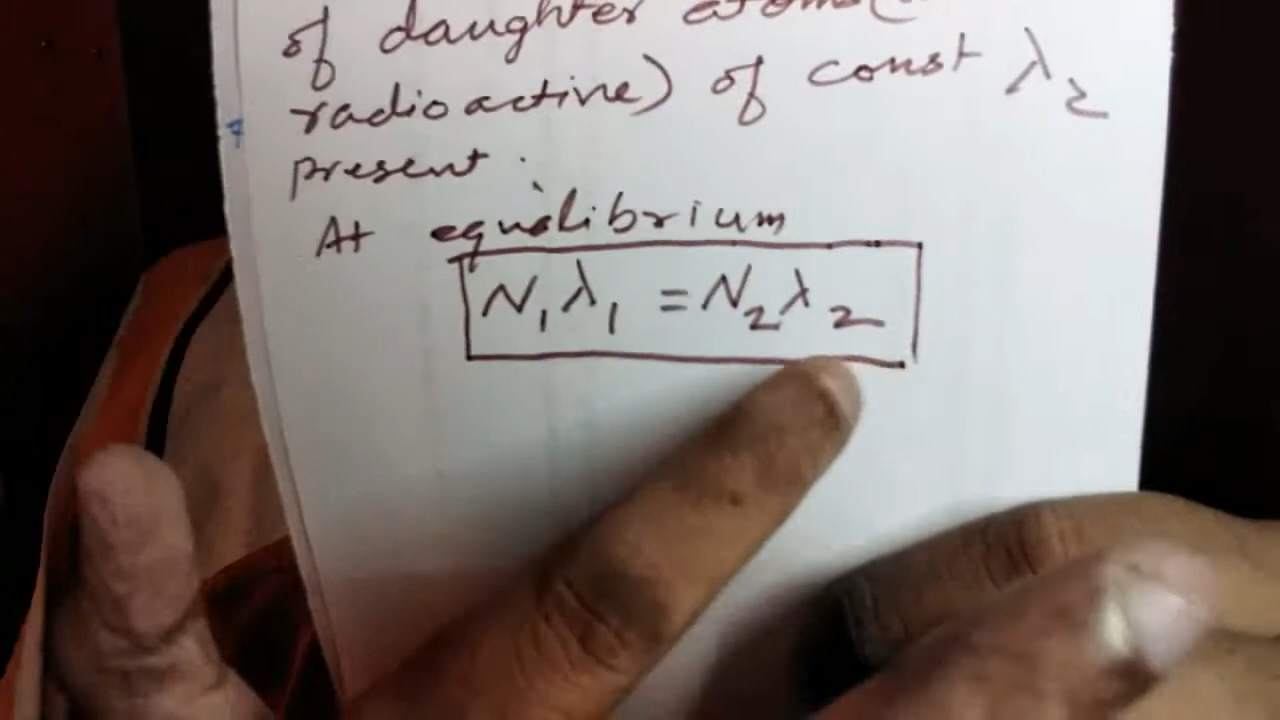 of daughter atoms(
radioactive) of const λ₂
present.
At equilibrium
N₁λ₁ = N₂λ₂